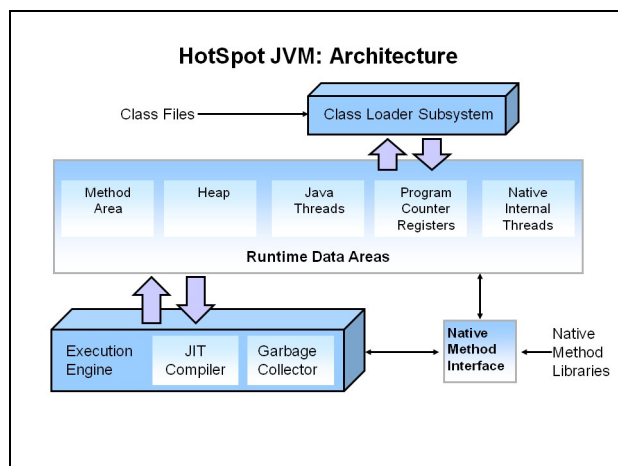 HotSpot JVM: Architecture
Class Files
Class Loader Subsystem
Method
Area
Heap
Java
Threads
Program
Counter
Registers
Native
Internal
Threads
Runtime Data Areas
Execution
Engine
JIT
Compiler
Garbage
Collector
Native
Method
Interface
Native
Method
Libraries